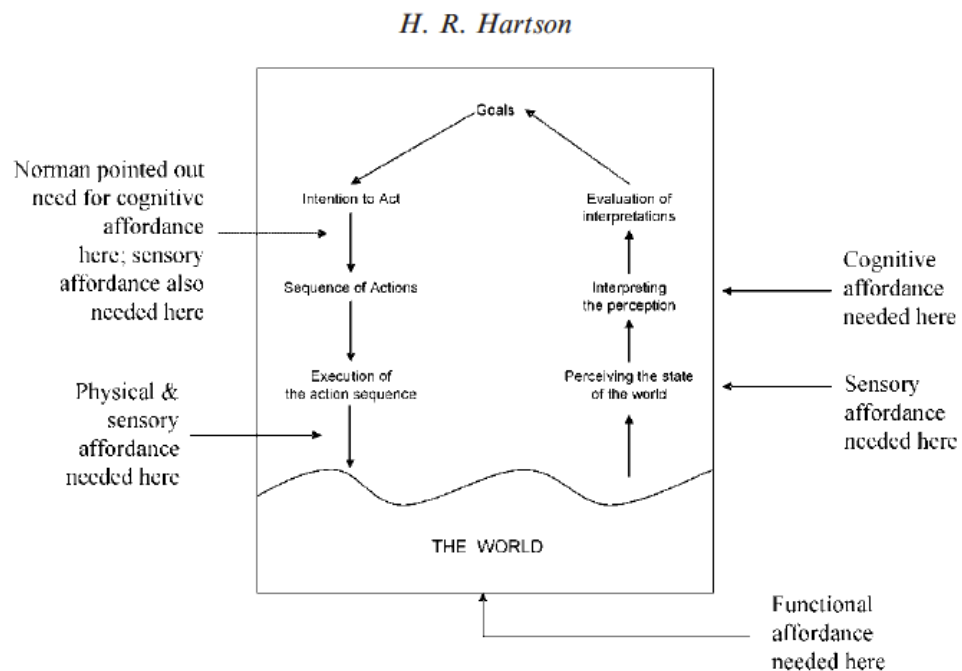 H. R. Hartson
Goals
Norman pointed out
need for cognitive
affordance
here; sensory
affordance also
needed here
Intention to Act
Evaluation of
interpretations
Sequence of Actions
Interpreting
the perception
Cognitive
affordance
needed here
Execution of
the action sequence
Perceiving the state
of the world
Physical &
sensory
affordance
needed here
Sensory
affordance
needed here
THE WORLD
Functional
affordance
needed here